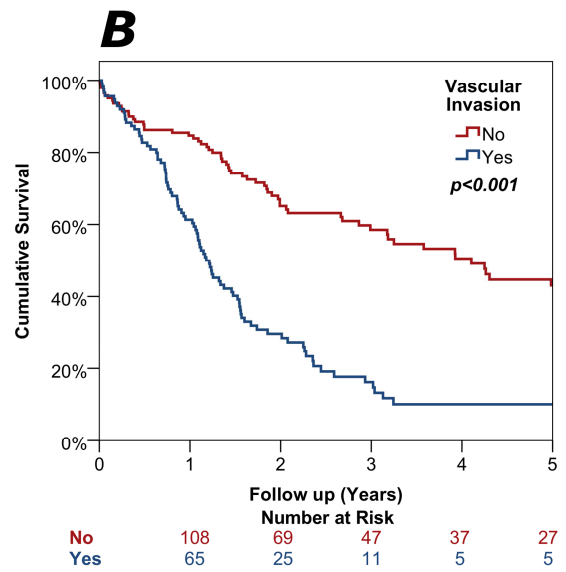 B
Vascular
Invasion
No
Yes
p<0.001
100%
80%
60%
40%
20%
0%
Cumulative Survival
0 1 2 3 4 5
Follow up (Years)
Number at Risk
No 108 69 47 37 27
Yes 65 25 11 5 5